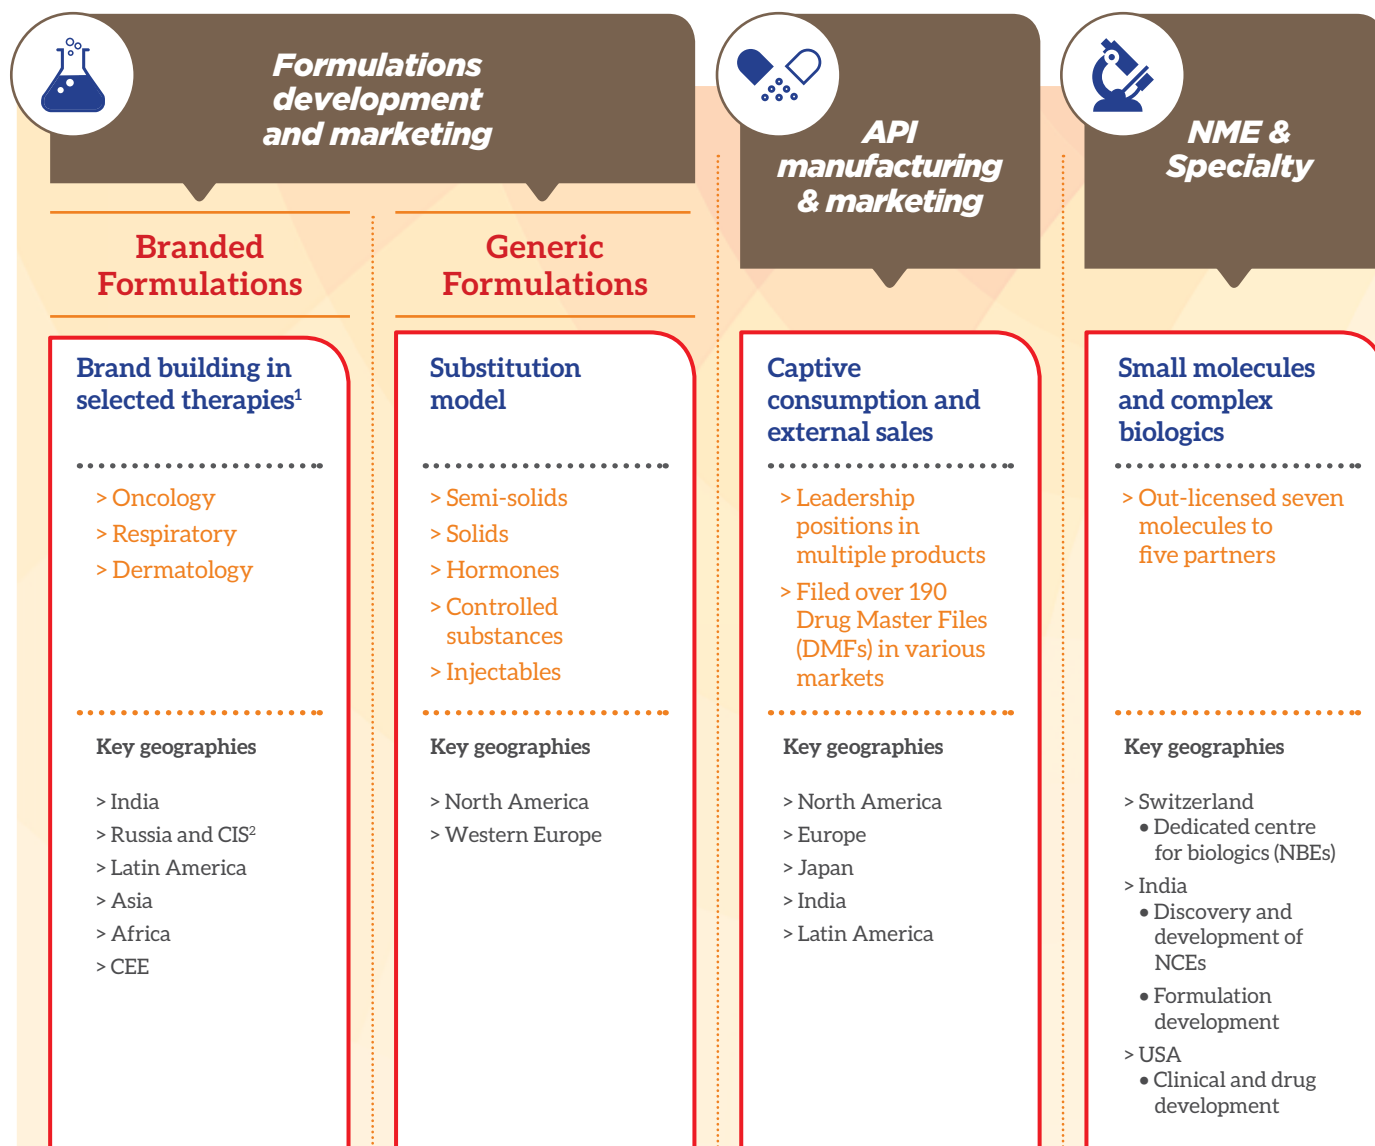 Formulations
development
and marketing
Branded
Formulations
Brand building in
selected therapies¹
> Oncology
> Respiratory
> Dermatology
Key geographies
> India
> Russia and CIS²
> Latin America
> Asia
> Africa
> CEE
Generic
Formulations
Substitution
model
> Semi-solids
> Solids
> Hormones
> Controlled
substances
> Injectables
Key geographies
> North America
> Western Europe
API
manufacturing
& marketing
Captive
consumption and
external sales
> Leadership
positions in
multiple products
> Filed over 190
Drug Master Files
(DMFs) in various
markets
Key geographies
> North America
> Europe
> Japan
> India
> Latin America
NME &
Specialty
Small molecules
and complex
biologics
> Out-licensed seven
molecules to
five partners
Key geographies
> Switzerland
• Dedicated centre
for biologics (NBEs)
> India
• Discovery and
development of
NCEs
• Formulation
development
> USA
• Clinical and drug
development